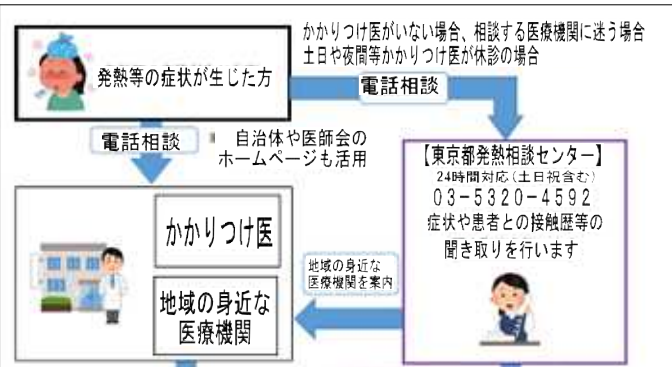 かかりつけ医がいない場合、相談する医療機関に迷う場合
土日や夜間等かかりつけ医が休診の場合
発熱等の症状が生じた方
電話相談
電話相談
自治体や医師会の
ホームページも活用
【東京都発熱相談センター】
24時間対応(土日祝含む)
03-5320-4592
症状や患者との接触歴等の
聞き取りを行います
かかりつけ医
地域の身近な
医療機関を案内
地域の身近な
医療機関